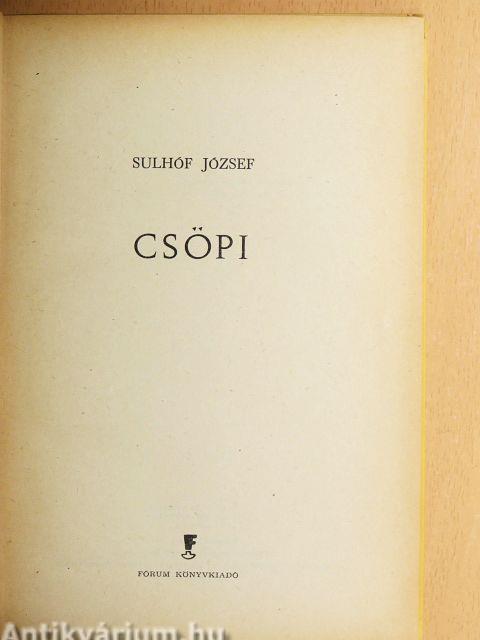 SULHÓF JÓZSEF
CSÖPI
F
FORUM KÖNYVKIADÓ
Antikvárium.hu